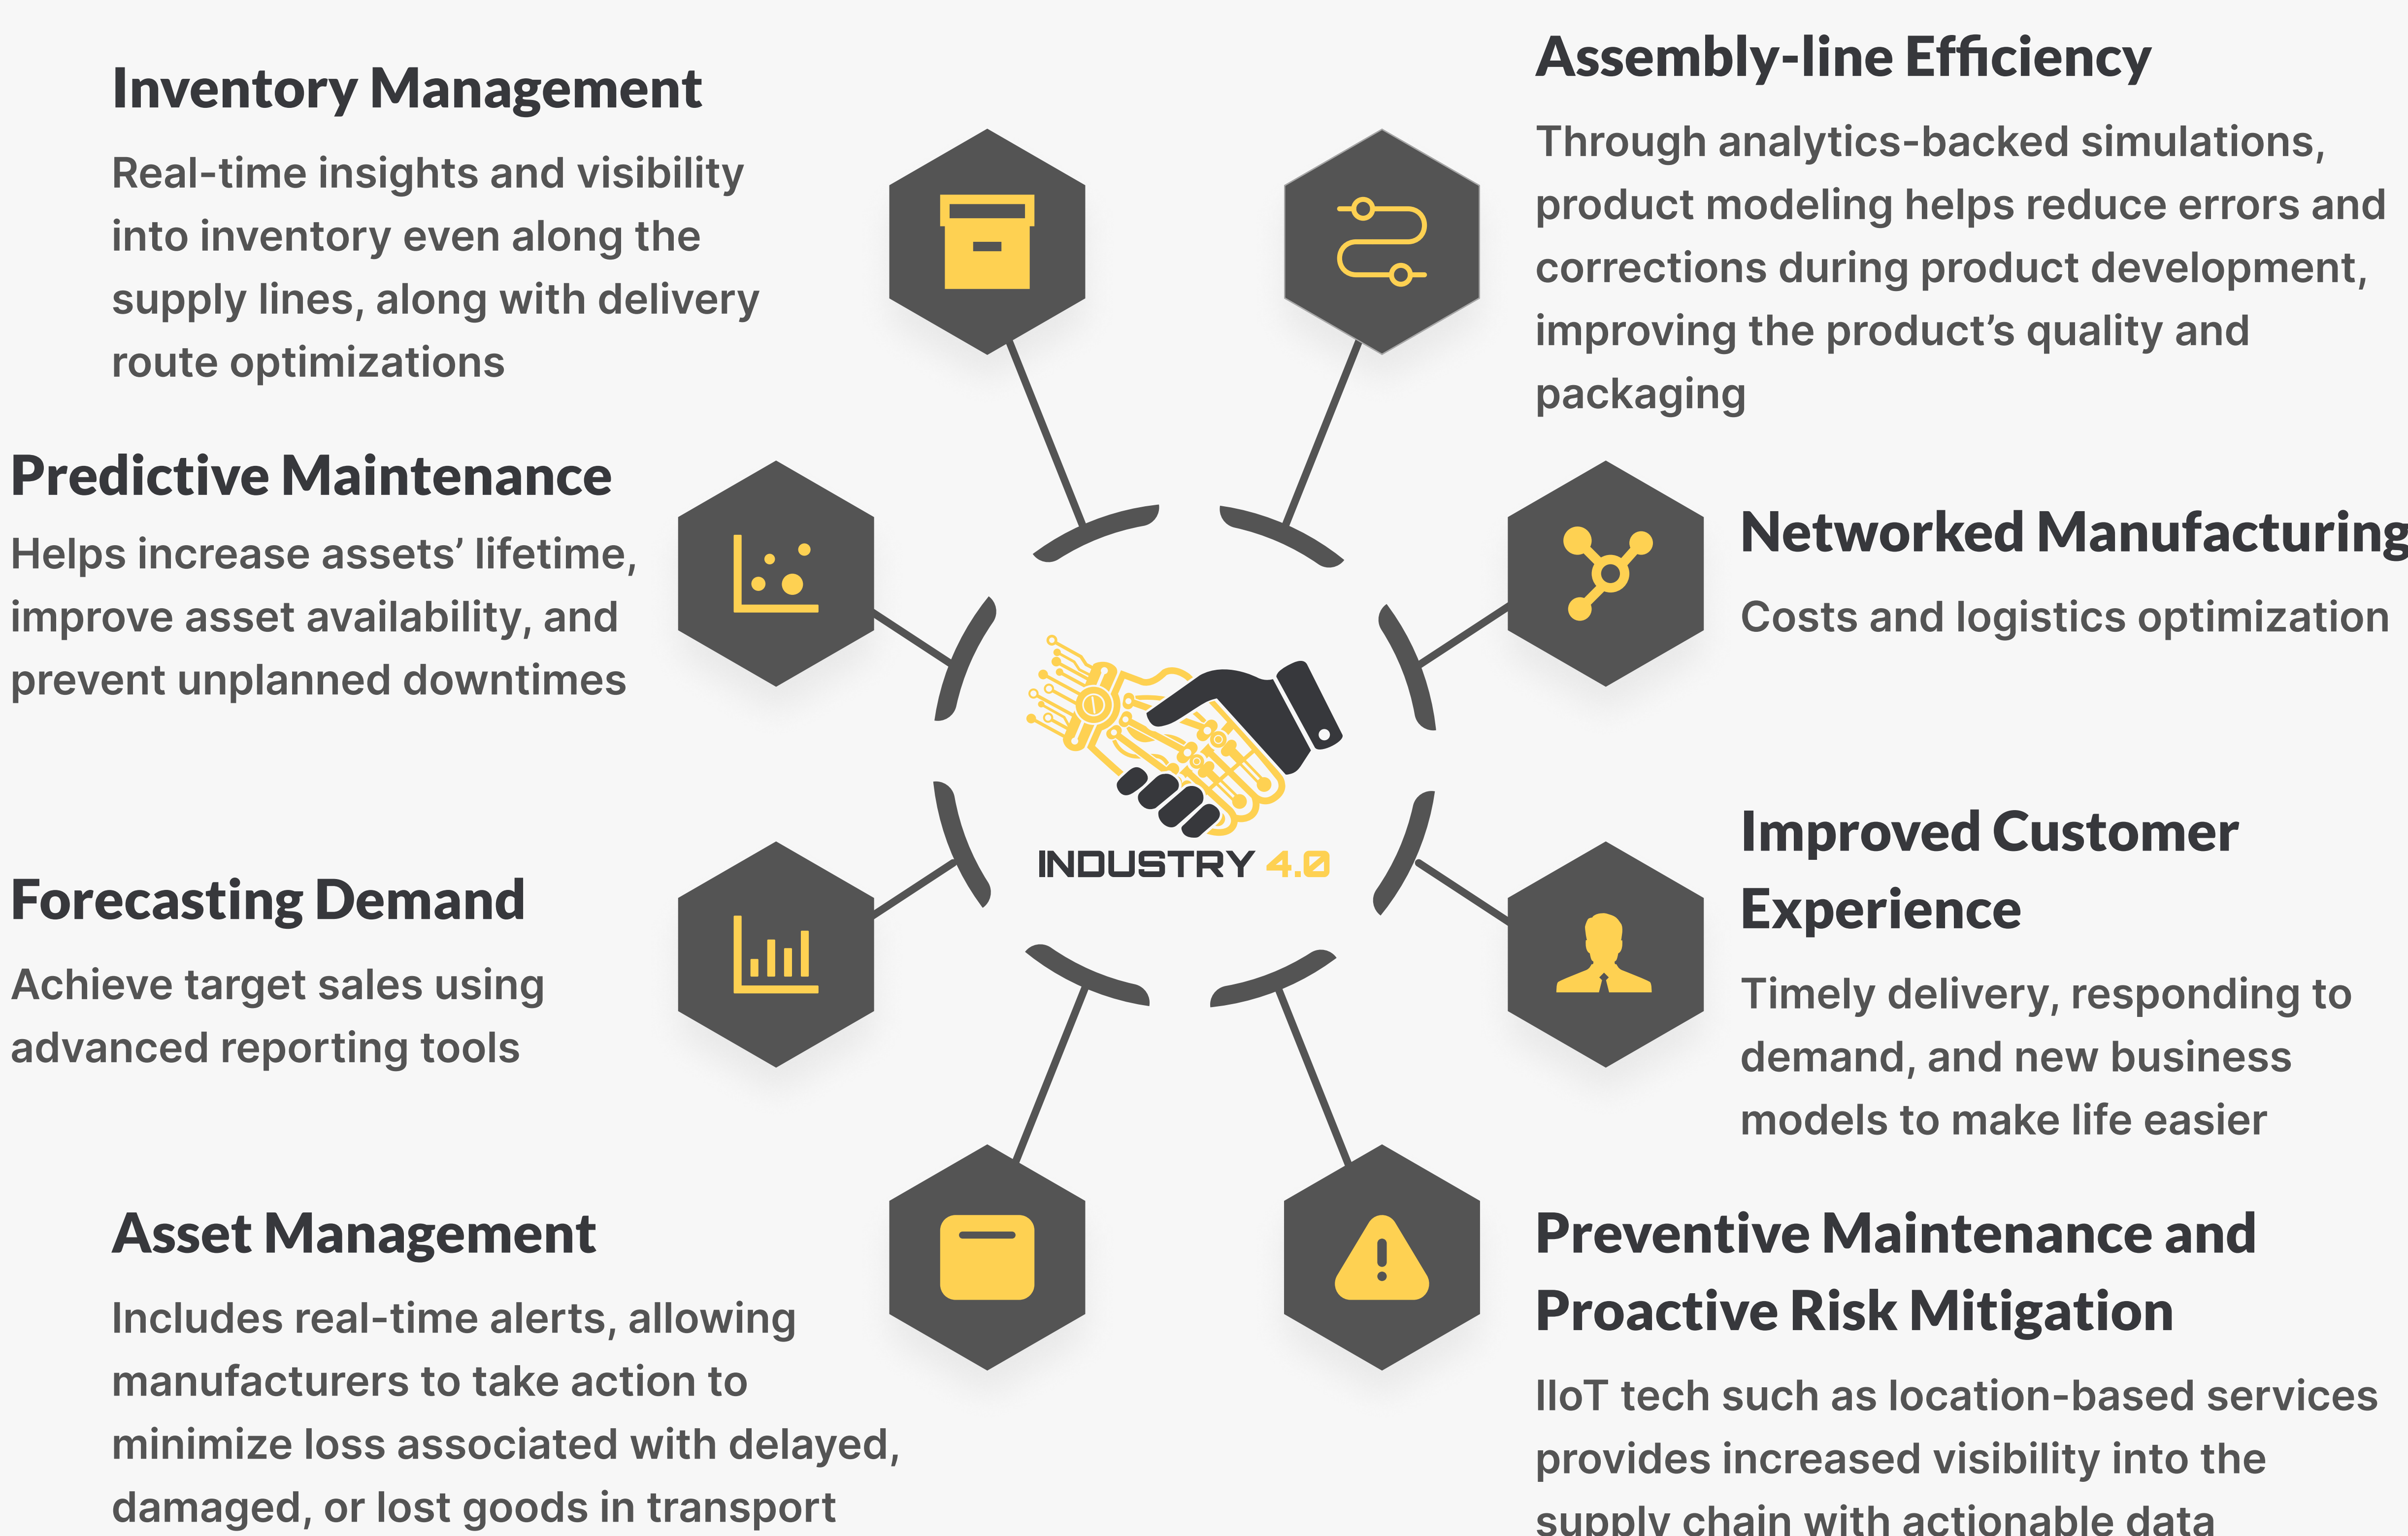 Inventory Management
Real-time insights and visibility
into inventory even along the
supply lines, along with delivery
route optimizations
Assembly-line Efficiency
Through analytics-backed simulations,
product modeling helps reduce errors and
corrections during product development,
improving the product’s quality and
packaging
Predictive Maintenance
Helps increase assets’ lifetime,
improve asset availability, and
prevent unplanned downtimes
Networked Manufacturing
Costs and logistics optimization
INDUSTRY 4.0
Forecasting Demand
Achieve target sales using
advanced reporting tools
Improved Customer
Experience
Timely delivery, responding to
demand, and new business
models to make life easier
Asset Management
Includes real-time alerts, allowing
manufacturers to take action to
minimize loss associated with delayed,
damaged, or lost goods in transport
Preventive Maintenance and
Proactive Risk Mitigation
IIoT tech such as location-based services
provides increased visibility into the
supply chain with actionable data